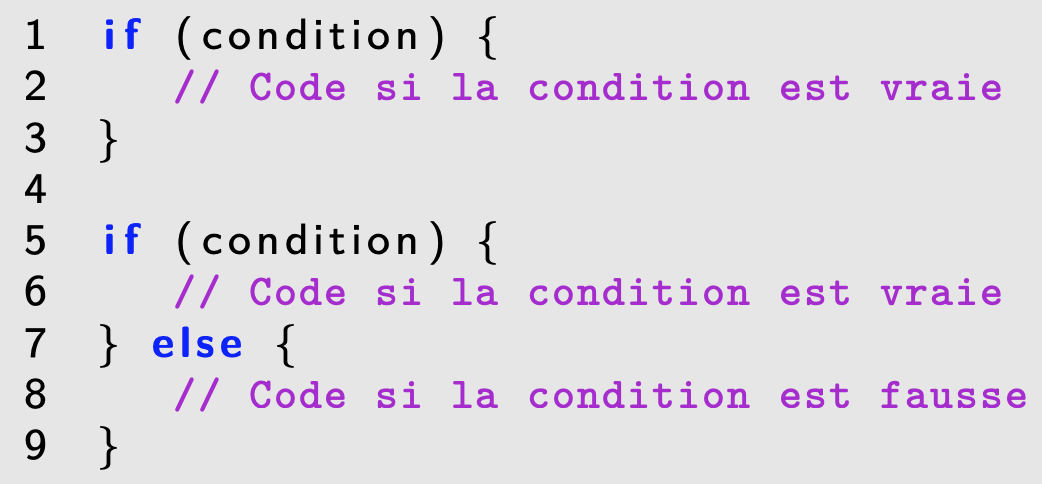 1 if (condition) {
2 // Code si la condition est vraie
3 }
4
5 if (condition) {
6 // Code si la condition est vraie
7 } else {
8 // Code si la condition est fausse
9 }